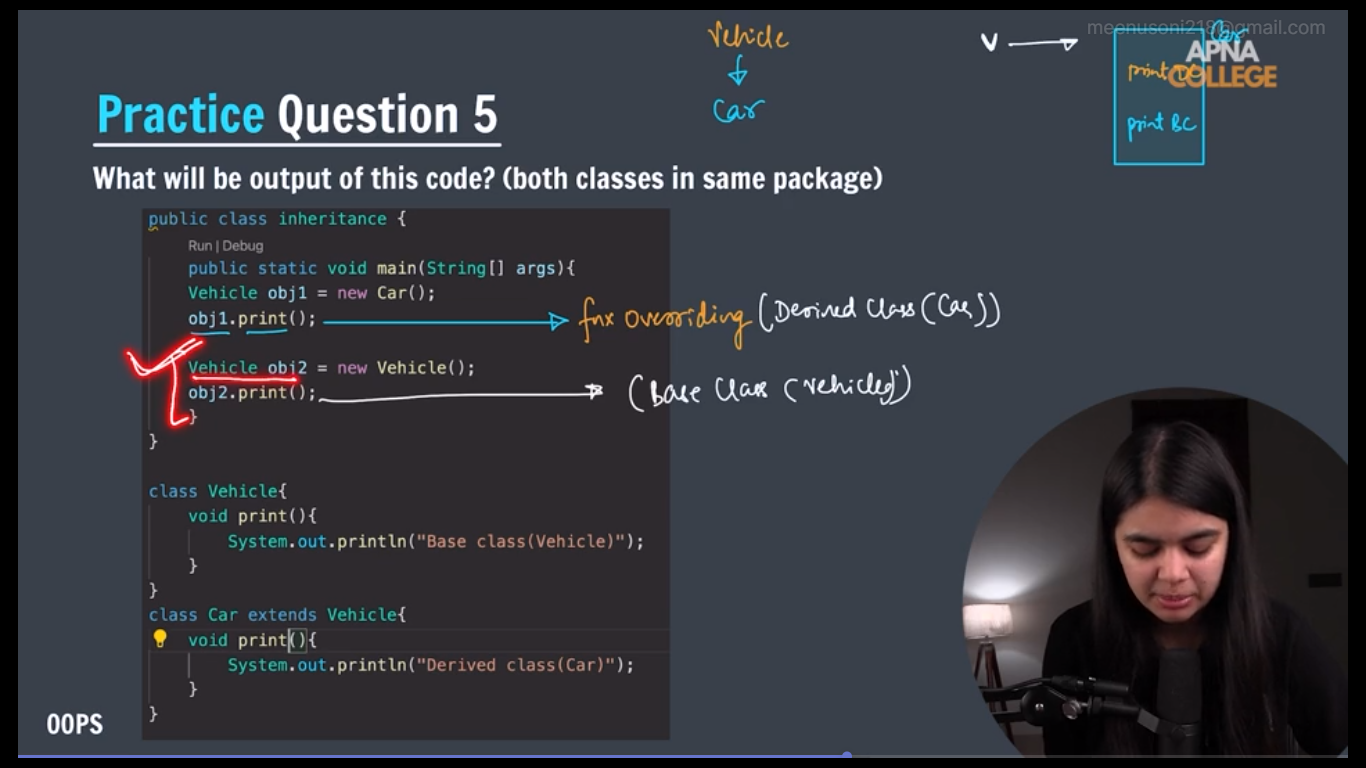 meenusoni218@gmail.com
Vehicle
V
Car
APNA
COLLEGE
print DC
Car
print BC
Practice Question 5
What will be output of this code? (both classes in same package)
public class inheritance {
Run | Debug
public static void main(String[] args){
Vehicle obj1 = new Car();
obj1.print();
fnx overriding (Derived Class (Car))
Vehicle obj2 = new Vehicle();
obj2.print();
(Base Class (Vehicle))
}
}
class Vehicle{
void print(){
System.out.println("Base class(Vehicle)");
}
}
class Car extends Vehicle{
void print(){
System.out.println("Derived class(Car)");
}
}
OOPS